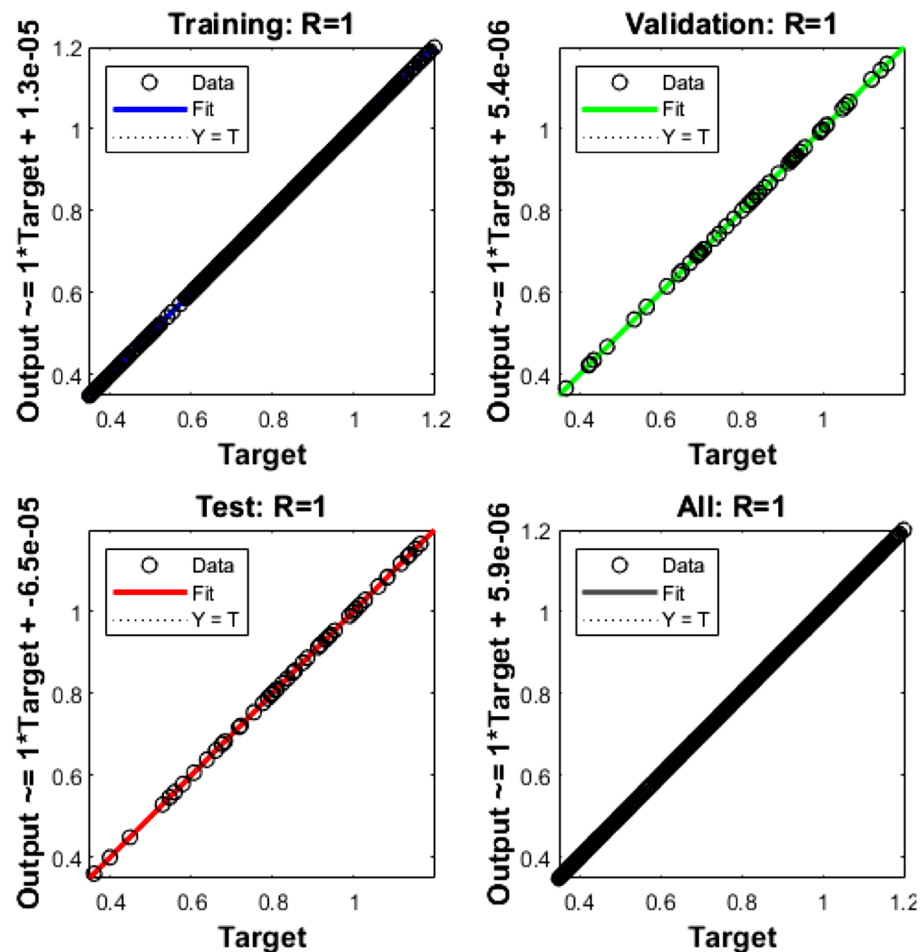 Training: R=1
Output ~= 1*Target + 1.3e-05
1.2
1
0.8
0.6
0.4
Data
Fit
Y = T
0.4 0.6 0.8 1 1.2
Target
Validation: R=1
Output ~= 1*Target + 5.4e-06
1
0.8
0.6
0.4
Data
Fit
Y = T
0.4 0.6 0.8 1
Target
Test: R=1
Output ~= 1*Target + -6.5e-05
1
0.8
0.6
0.4
Data
Fit
Y = T
0.4 0.6 0.8 1
Target
All: R=1
Output ~= 1*Target + 5.9e-06
1.2
1
0.8
0.6
0.4
Data
Fit
Y = T
0.4 0.6 0.8 1 1.2
Target